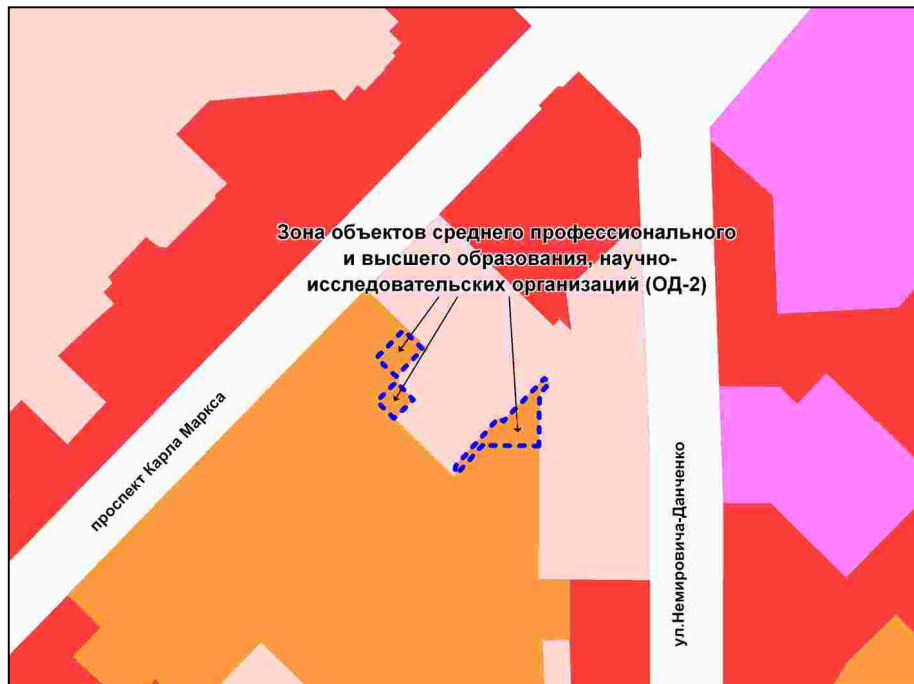 Зона объектов среднего профессионального
и высшего образования, научно-
исследовательских организаций (ОД-2)
проспект Карла Маркса
ул.Немировича-Данченко